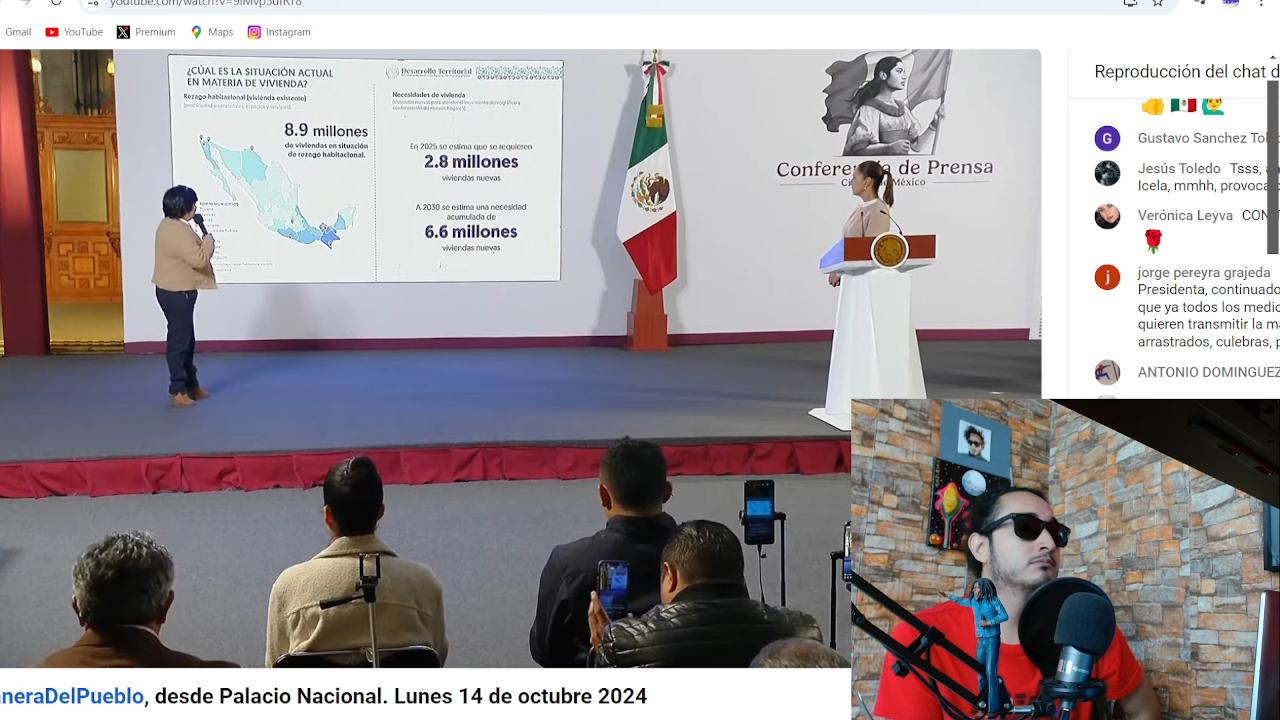 youtube.com/watch?v=
Gmail
YouTube
Premium
Maps
Instagram
¿CÚAL ES LA SITUACIÓN ACTUAL
EN MATERIA DE VIVIENDA?
Rezago habitacional (vivienda existente)
8.9 millones
de viviendas en situación
de rezago habitacional.
Desarrollo Territorial
Necesidades de vivienda
En 2025 se estima que se requieren
2.8 millones
viviendas nuevas
A 2030 se estima una necesidad
acumulada de
6.6 millones
viviendas nuevas
Conferencia de Prensa
México
Reproducción del chat d
G
Gustavo Sanchez Tol
Jesús Toledo Tsss, a
Icela, mmhh, provoca
Verónica Leyva CON
j
jorge pereyra grajeda
Presidenta, continuado
que ya todos los medio
quieren transmitir la m
arrastrados, culebras, p
ANTONIO DOMINGUEZ
neraDelPueblo, desde Palacio Nacional. Lunes 14 de octubre 2024